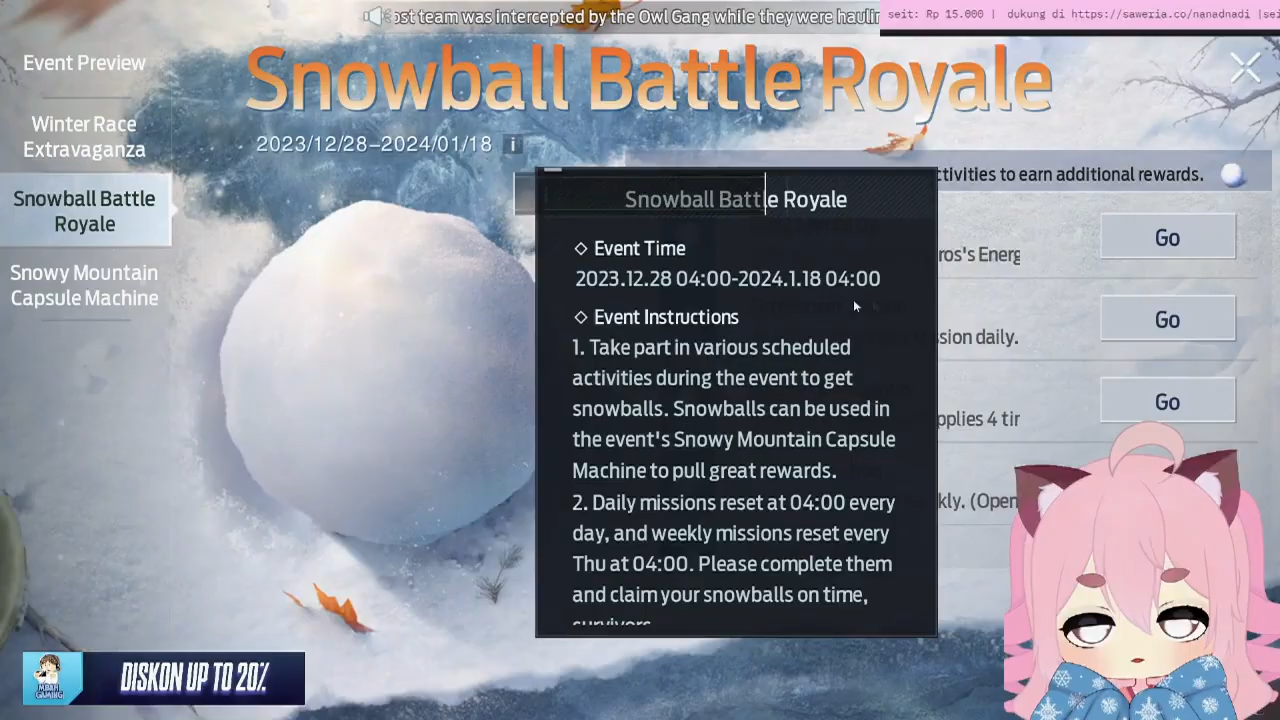 ost team was intercepted by the Owl Gang while they were haulin
seit: Rp 15.000 | dukung di https://saweria.co/nanadnadi |sei
Event Preview
Snowball Battle Royale
Winter Race
Extravaganza
2023/12/28–2024/01/18 i
ctivities to earn additional rewards.
Snowball Battle
Royale
Snowy Mountain
Capsule Machine
Snowball Battle Royale
◇ Event Time
2023.12.28 04:00-2024.1.18 04:00
◇ Event Instructions
1. Take part in various scheduled
activities during the event to get
snowballs. Snowballs can be used in
the event's Snowy Mountain Capsule
Machine to pull great rewards.
2. Daily missions reset at 04:00 every
day, and weekly missions reset every
Thu at 04:00. Please complete them
and claim your snowballs on time,
survivors.
Go
ros's Energ
Go
sion daily.
Go
pplies 4 tir
kly. (Open
MBAH
GAMING
DISKON UP TO 20%